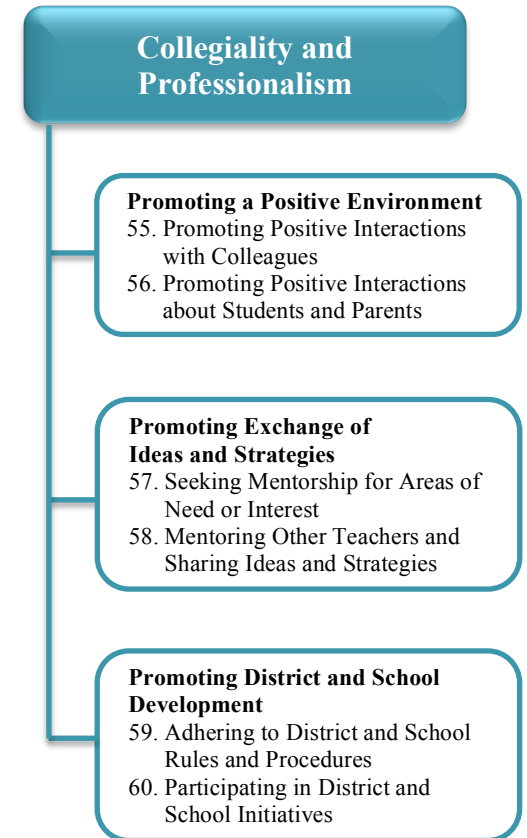 Collegiality and
Professionalism
Promoting a Positive Environment
55. Promoting Positive Interactions
with Colleagues
56. Promoting Positive Interactions
about Students and Parents
Promoting Exchange of
Ideas and Strategies
57. Seeking Mentorship for Areas of
Need or Interest
58. Mentoring Other Teachers and
Sharing Ideas and Strategies
Promoting District and School
Development
59. Adhering to District and School
Rules and Procedures
60. Participating in District and
School Initiatives